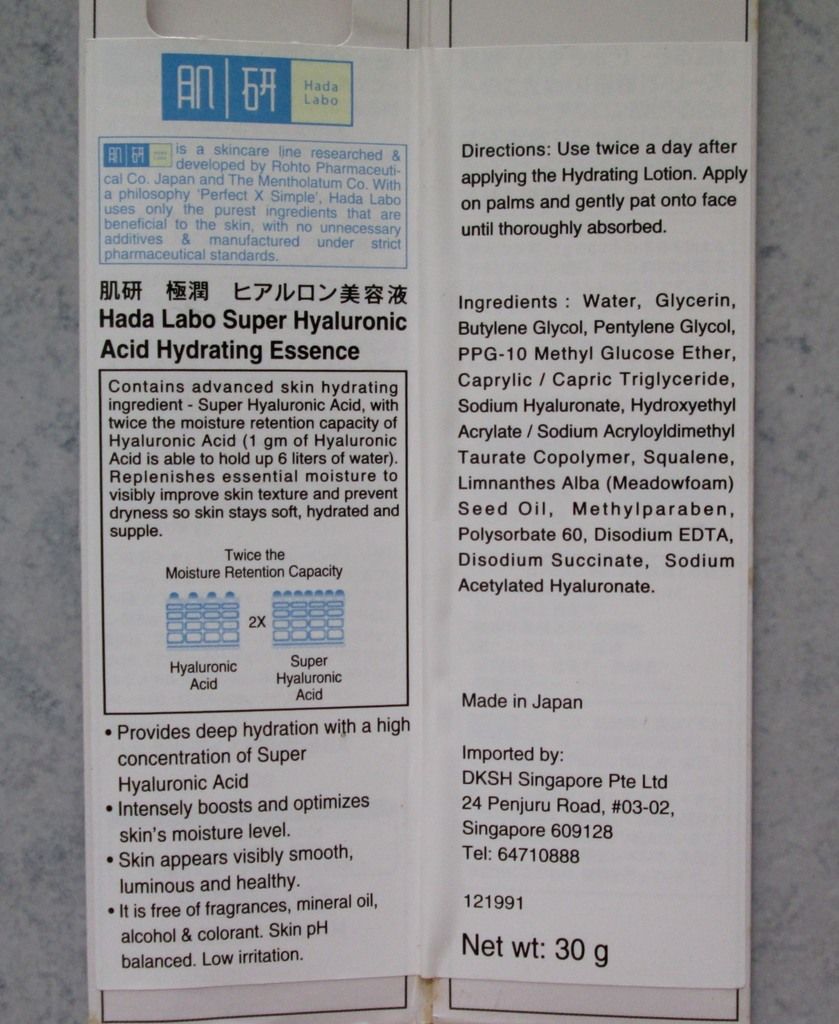 肌研
Hada
Labo
肌研 Hada Labo is a skincare line researched &
developed by Rohto Pharmaceuti-
cal Co. Japan and The Mentholatum Co. With
a philosophy 'Perfect X Simple', Hada Labo
uses only the purest ingredients that are
beneficial to the skin, with no unnecessary
additives & manufactured under strict
pharmaceutical standards.
肌研 極潤 ヒアルロン美容液
Hada Labo Super Hyaluronic
Acid Hydrating Essence
Contains advanced skin hydrating
ingredient - Super Hyaluronic Acid, with
twice the moisture retention capacity of
Hyaluronic Acid (1 gm of Hyaluronic
Acid is able to hold up 6 liters of water).
Replenishes essential moisture to
visibly improve skin texture and prevent
dryness so skin stays soft, hydrated and
supple.
Twice the
Moisture Retention Capacity
2X
Hyaluronic
Acid
Super
Hyaluronic
Acid
• Provides deep hydration with a high
concentration of Super
Hyaluronic Acid
• Intensely boosts and optimizes
skin's moisture level.
• Skin appears visibly smooth,
luminous and healthy.
• It is free of fragrances, mineral oil,
alcohol & colorant. Skin pH
balanced. Low irritation.
Directions: Use twice a day after
applying the Hydrating Lotion. Apply
on palms and gently pat onto face
until thoroughly absorbed.
Ingredients : Water, Glycerin,
Butylene Glycol, Pentylene Glycol,
PPG-10 Methyl Glucose Ether,
Caprylic / Capric Triglyceride,
Sodium Hyaluronate, Hydroxyethyl
Acrylate / Sodium Acryloyldimethyl
Taurate Copolymer, Squalene,
Limnanthes Alba (Meadowfoam)
Seed Oil, Methylparaben,
Polysorbate 60, Disodium EDTA,
Disodium Succinate, Sodium
Acetylated Hyaluronate.
Made in Japan
Imported by:
DKSH Singapore Pte Ltd
24 Penjuru Road, #03-02,
Singapore 609128
Tel: 64710888
121991
Net wt: 30 g